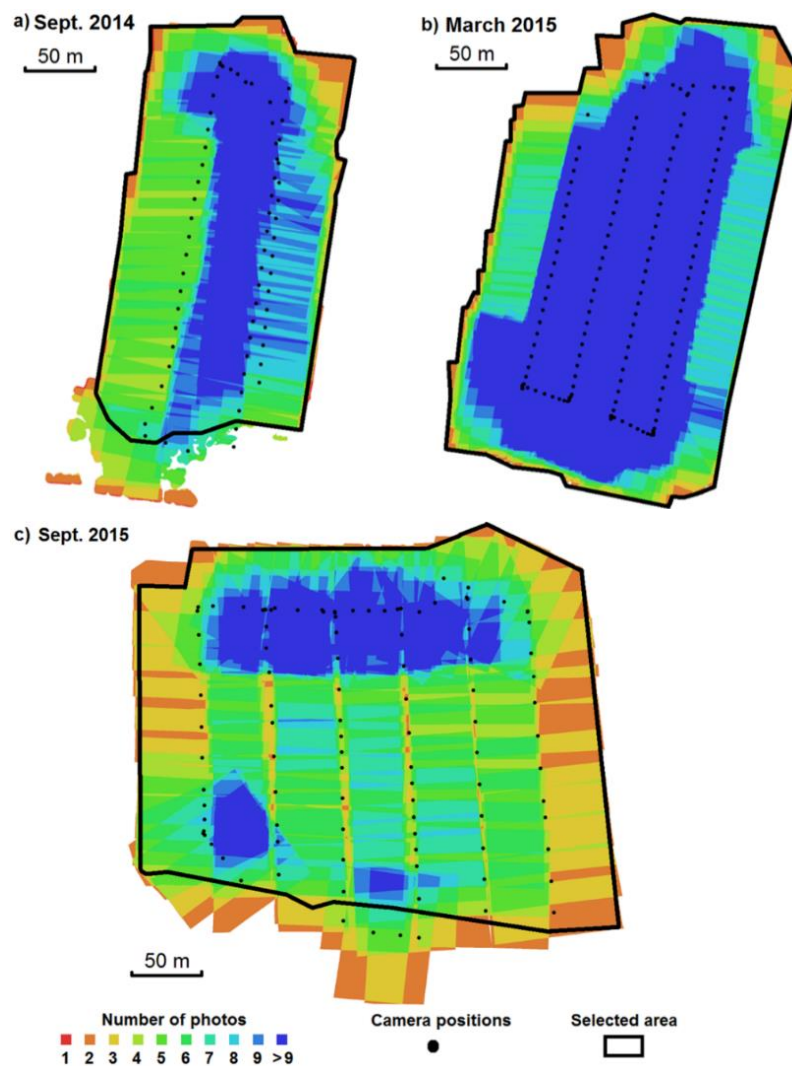 a) Sept. 2014
50 m
b) March 2015
50 m
c) Sept. 2015
50 m
Number of photos
1 2 3 4 5 6 7 8 9 >9
Camera positions
Selected area